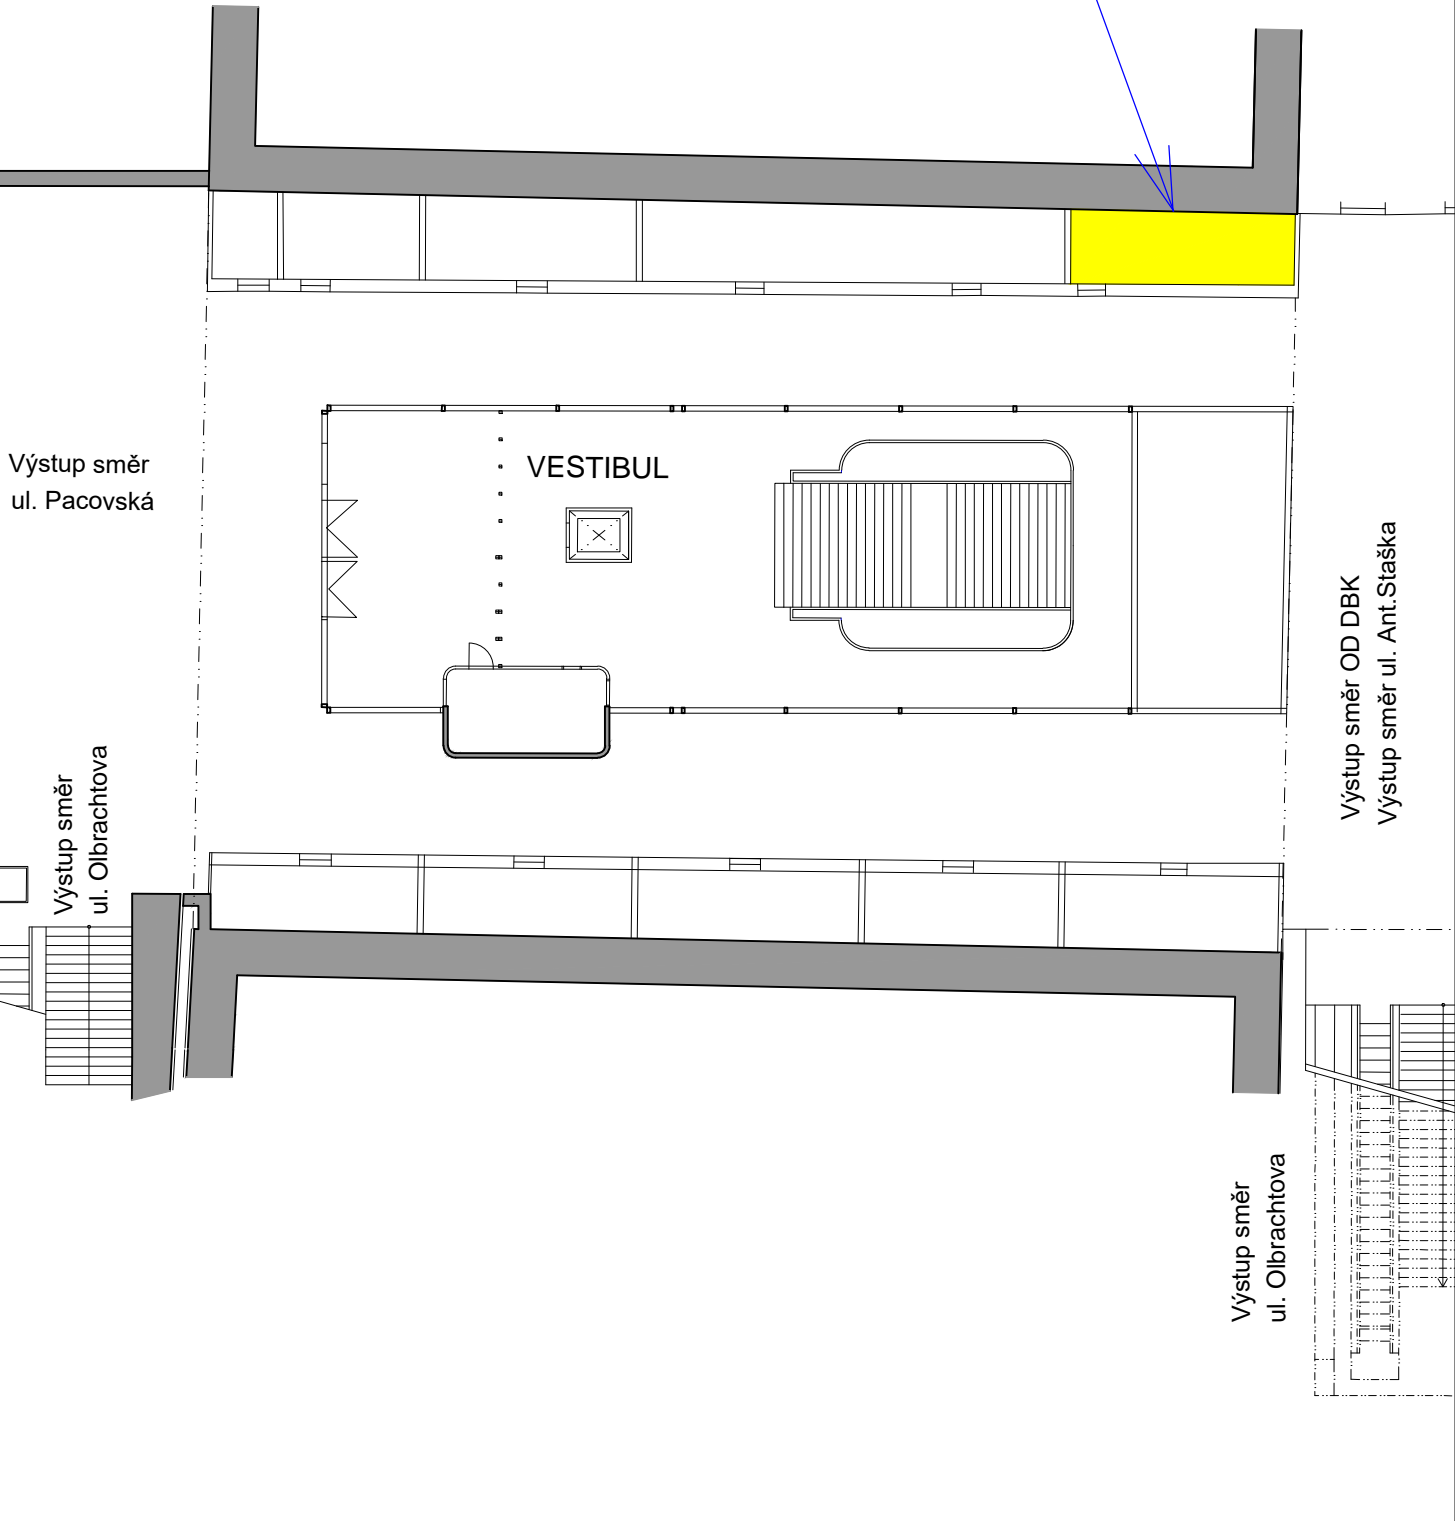 VESTIBUL
Výstup směr
ul. Pacovská
Výstup směr OD DBK
Výstup směr ul. Ant.Staška
Výstup směr
ul. Olbrachtova
Výstup směr
ul. Olbrachtova